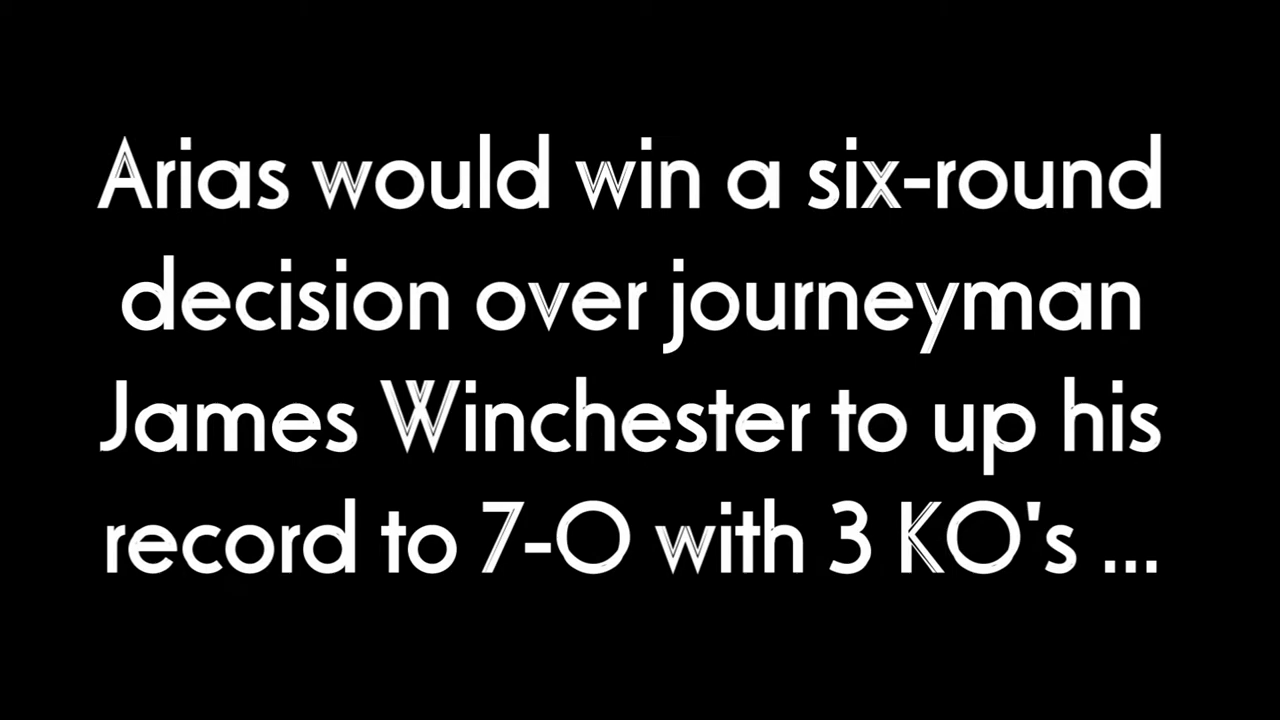 Arias would win a six-round
decision over journeyman
James Winchester to up his
record to 7-0 with 3 KO's ...